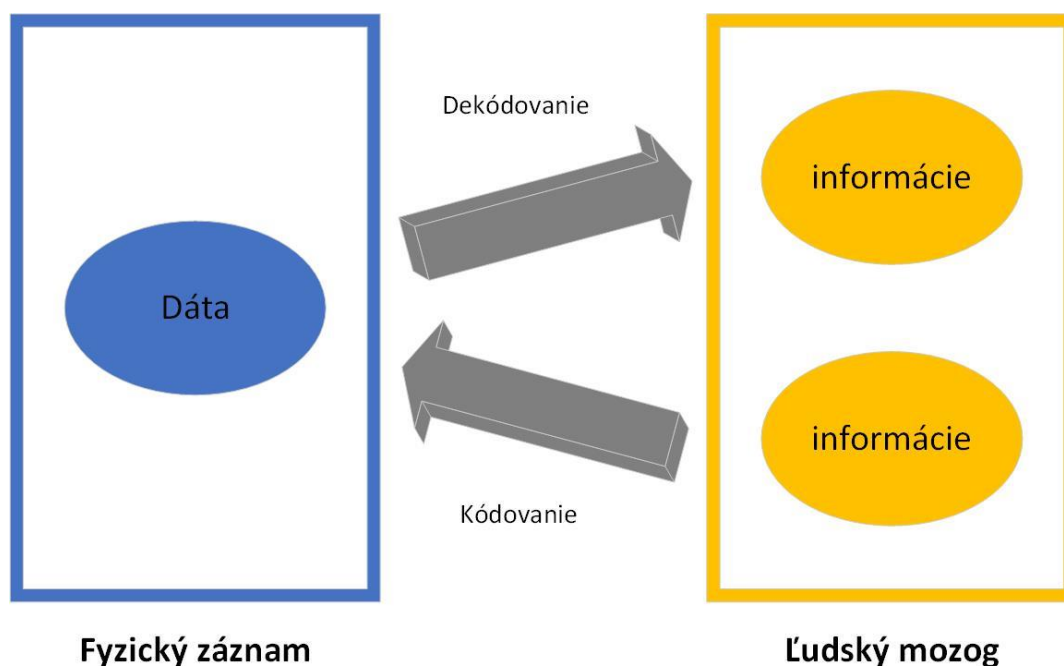 Dekódovanie
informácie
Dáta
informácie
Kódovanie
Fyzický záznam
Ľudský mozog